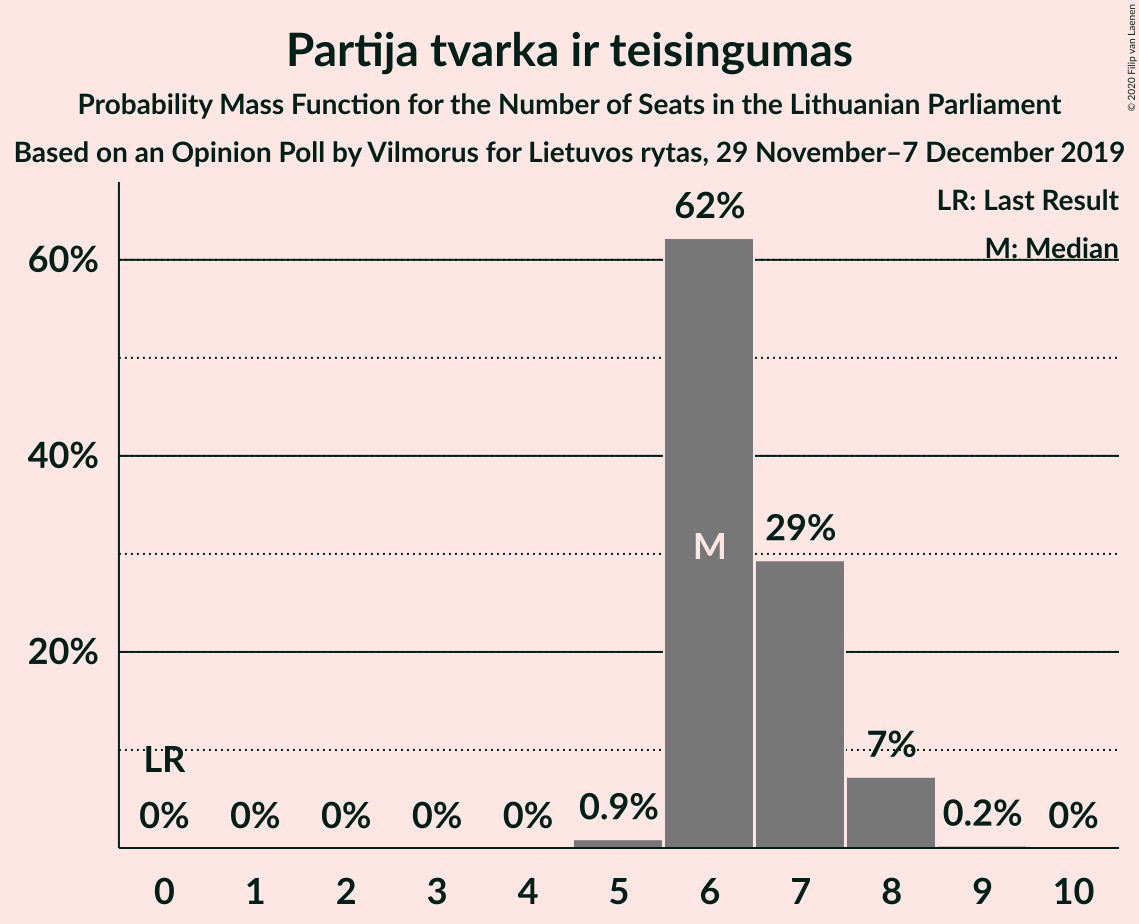 Partija tvarka ir teisingumas
Probability Mass Function for the Number of Seats in the Lithuanian Parliament
Based on an Opinion Poll by Vilmorus for Lietuvos rytas, 29 November–7 December 2019
© 2020 Filip van Laenen
LR: Last Result
M: Median
60%
40%
20%
62%
M
29%
7%
LR
0% 0% 0% 0% 0% 0.9% 0.2% 0%
0 1 2 3 4 5 6 7 8 9 10